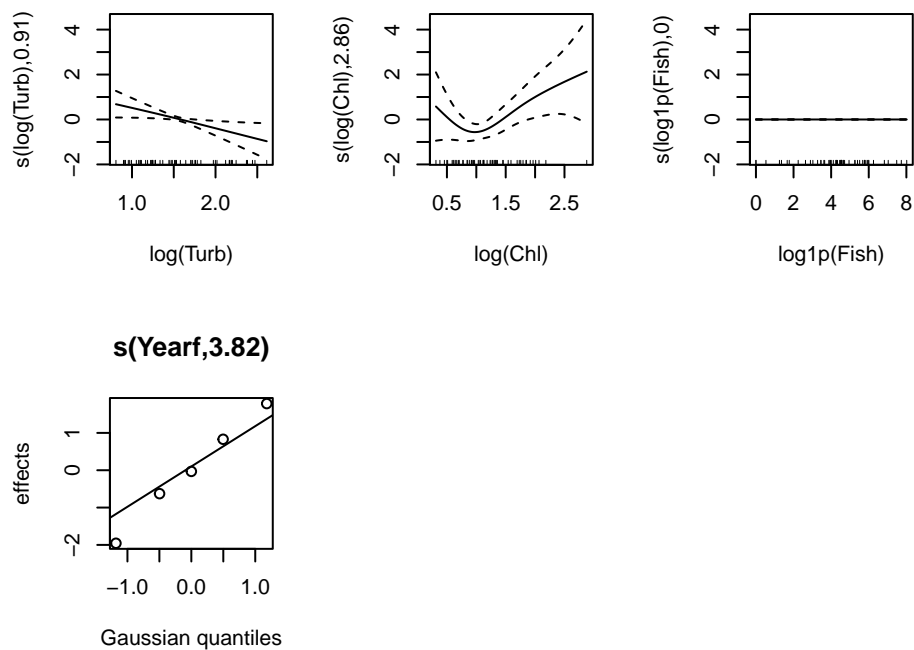 s(log(Turb),0.91)
4
2
0
−2
1.0 2.0
log(Turb)
s(log(Chl),2.86)
4
2
0
−2
0.5 1.5 2.5
log(Chl)
s(log1p(Fish),0)
4
2
0
−2
0 2 4 6 8
log1p(Fish)
s(Yearf,3.82)
effects
1
0
−2
−1.0 0.0 1.0
Gaussian quantiles